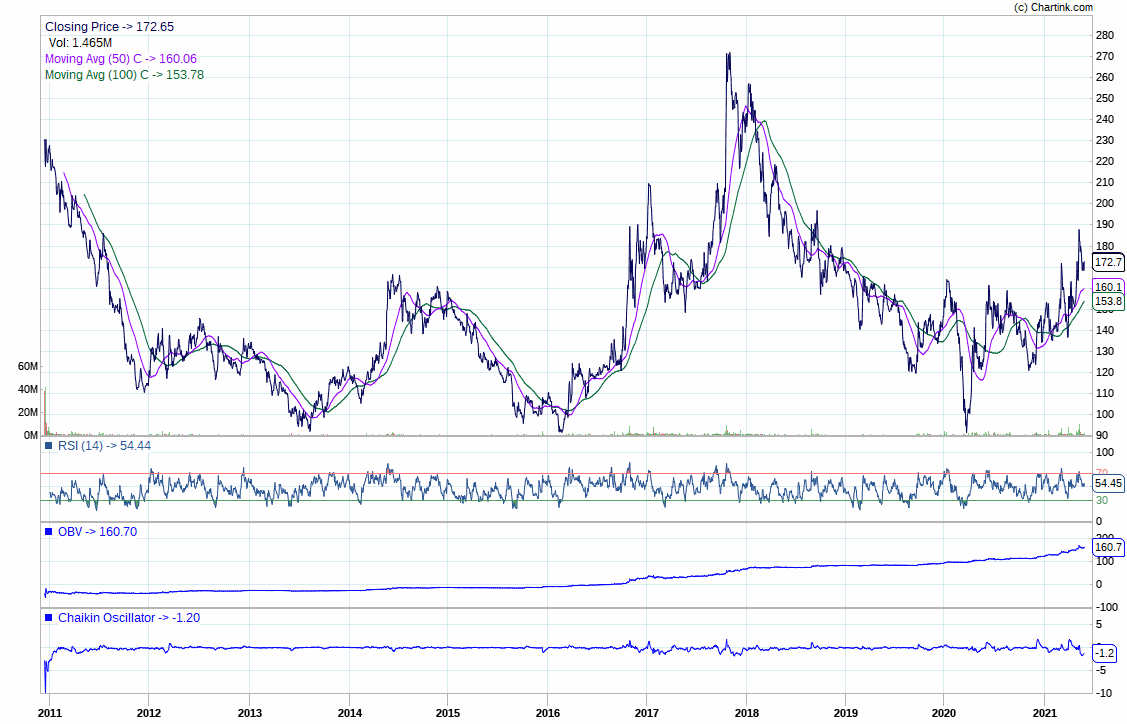 (c) Chartink.com
Closing Price -> 172.65
Vol: 1.465M
Moving Avg (50) C -> 160.06
Moving Avg (100) C -> 153.78
280
270
260
250
240
230
220
210
200
190
180
172.7
160.1
153.8
140
130
120
110
100
90
60M
40M
20M
0M
RSI (14) -> 54.44
100
70
54.45
30
0
OBV -> 160.70
200
160.7
100
0
-100
Chaikin Oscillator -> -1.20
5
-1.2
-5
-10
2011 2012 2013 2014 2015 2016 2017 2018 2019 2020 2021